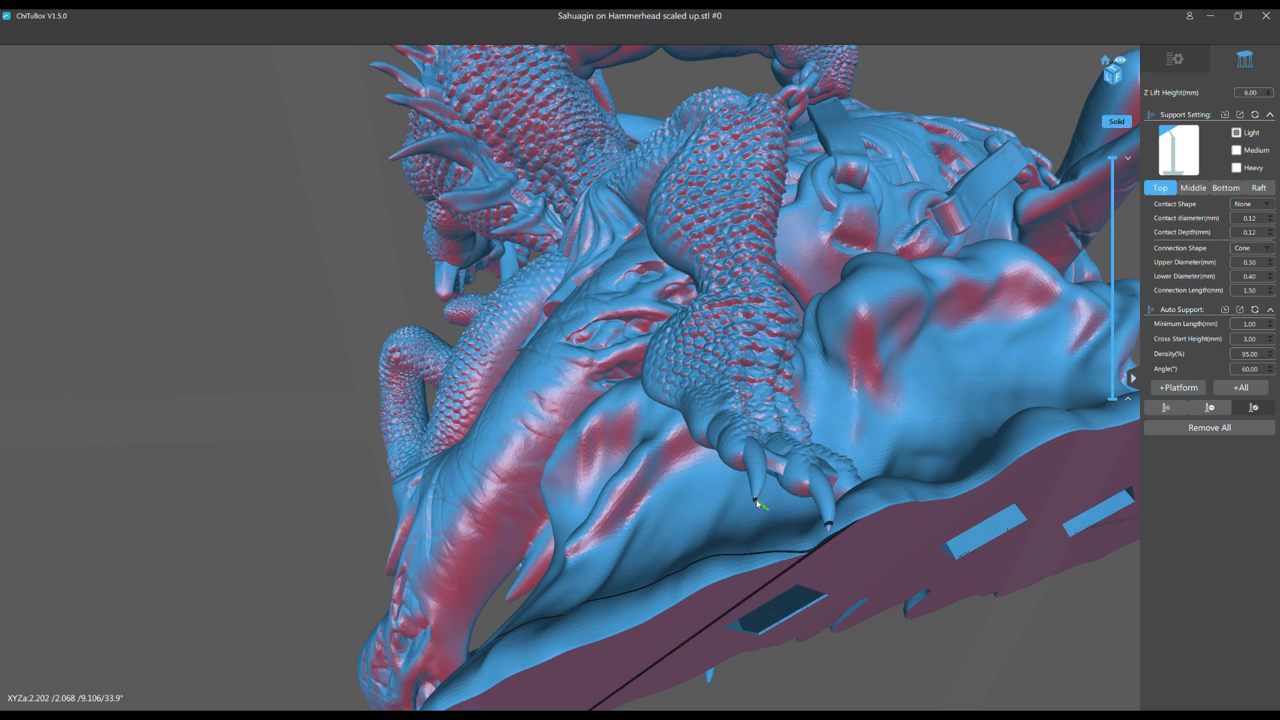 ChiTuBox V1.5.0
Sahuagin on Hammerhead scaled up.stl #0
Z Lift Height(mm) 6.00
Support Setting:
Light
Medium
Heavy
Top Middle Bottom Raft
Contact Shape None
Contact diameter(mm) 0.12
Contact Depth(mm) 0.12
Connection Shape Cone
Upper Diameter(mm) 0.30
Lower Diameter(mm) 0.40
Connection Length(mm) 1.50
Auto Support:
Minimum Length(mm) 1.00
Cross Start Height(mm) 3.00
Density(%) 95.00
Angle(°) 60.00
+Platform +All
Remove All
Solid
L F
XYZa:2.202 /2.068 /9.106/33.9°